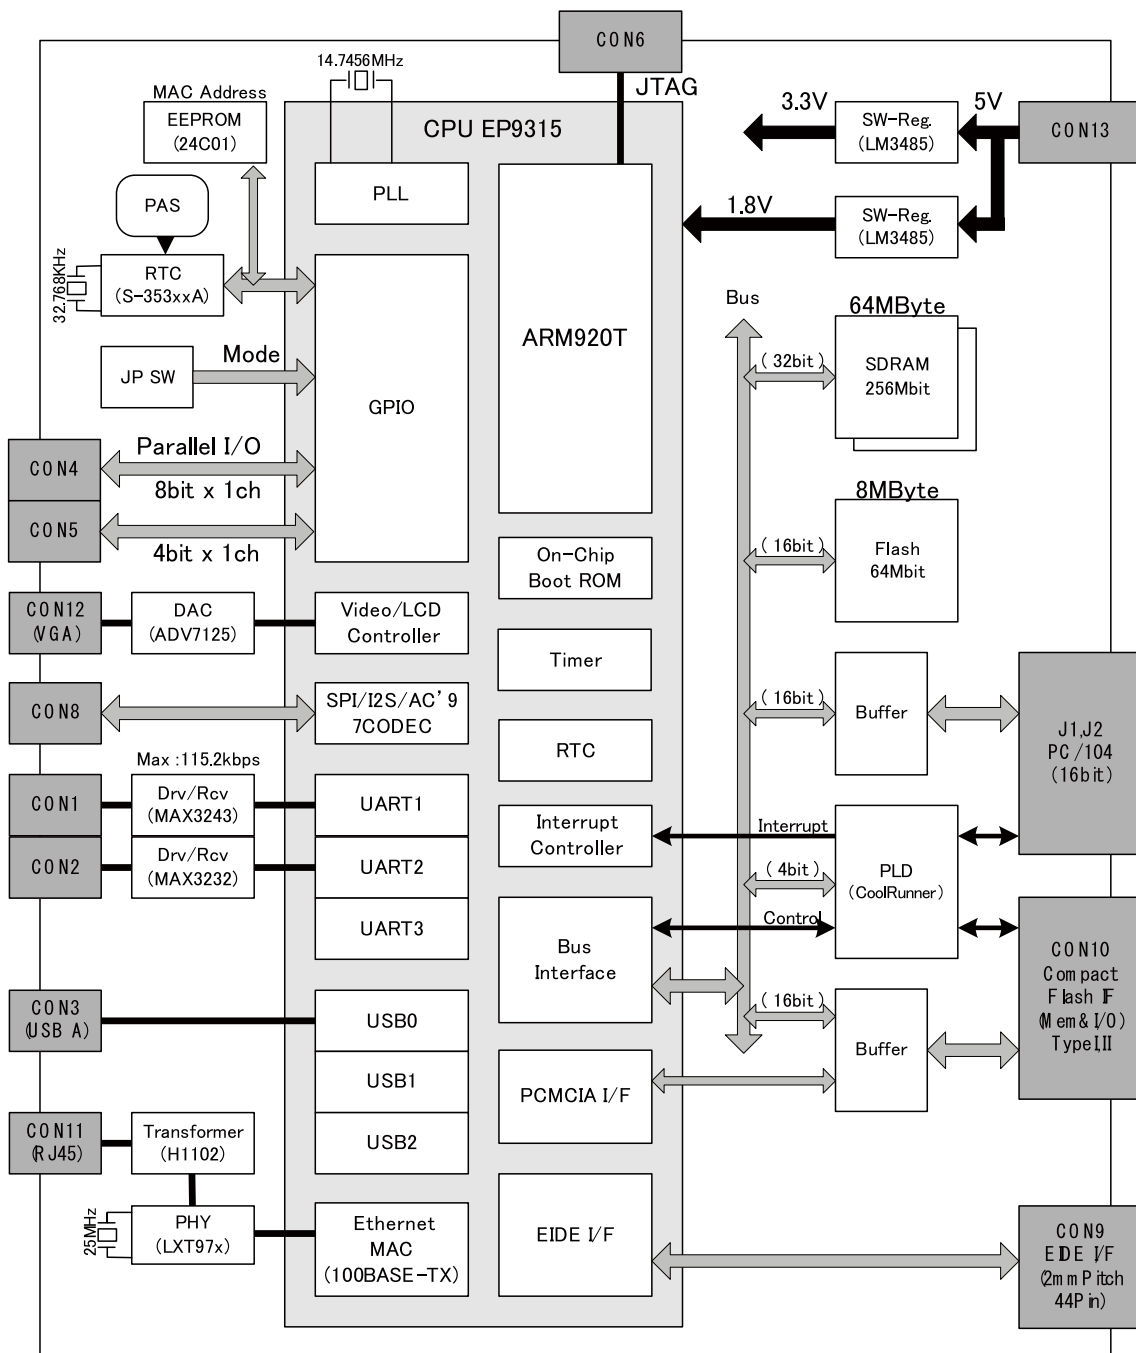 CON6
14.7456MHz
JTAG
MAC Address
EEPROM
(24C01)
CPU EP9315
3.3V
SW-Reg.
(LM3485)
5V
CON13
PLL
PAS
1.8V
SW-Reg.
(LM3485)
32.768KHz
RTC
(S-353xxA)
Bus
64MByte
ARM920T
Mode
JP SW
(32bit)
SDRAM
256Mbit
GPIO
CON4
Parallel I/O
8bit x 1ch
8MByte
CON5
4bit x 1ch
On-Chip
Boot ROM
(16bit)
Flash
64Mbit
CON12
(VGA)
DAC
(ADV7125)
Video/LCD
Controller
Timer
CON8
SPI/I2S/AC’9
7CODEC
(16bit)
Buffer
J1,J2
PC/104
(16bit)
RTC
Max :115.2kbps
CON1
Drv/Rcv
(MAX3243)
UART1
Interrupt
Controller
Interrupt
CON2
Drv/Rcv
(MAX3232)
UART2
(4bit)
PLD
(CoolRunner)
UART3
Bus
Interface
Control
CON10
Compact
Flash IF
(Mem& I/O)
TypeI,II
CON3
(USB A)
USB0
(16bit)
Buffer
USB1
PCMCIA I/F
CON11
(RJ45)
Transformer
(H1102)
USB2
25MHz
PHY
(LXT97x)
Ethernet
MAC
(100BASE-TX)
EIDE I/F
CON9
EIDE I/F
(2mm Pitch
44Pin)